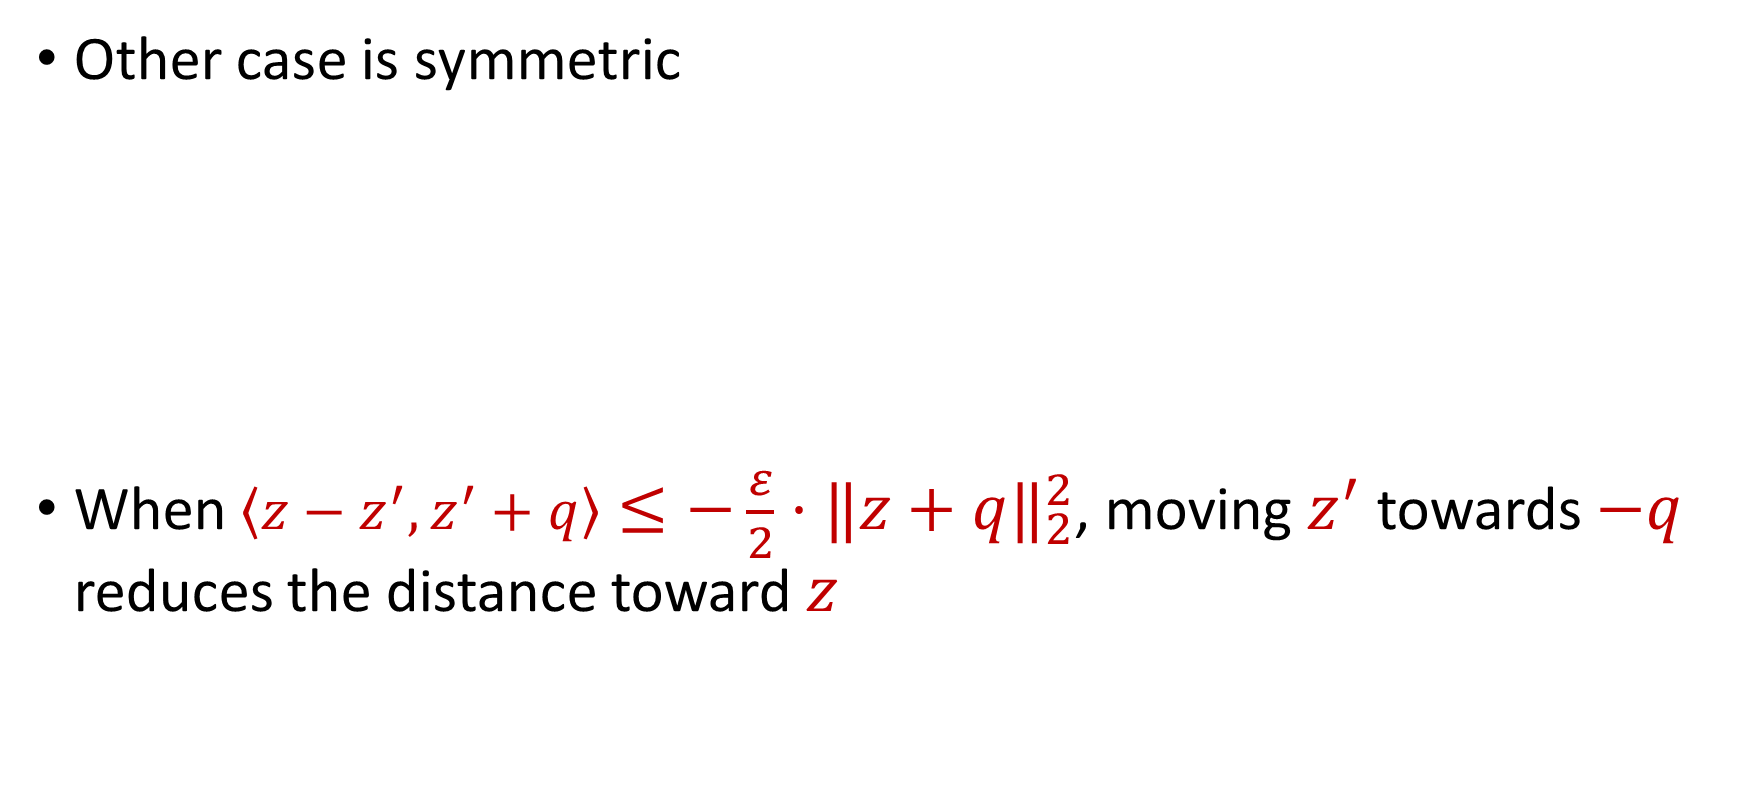 • Other case is symmetric
• When ⟨z − z′, z′ + q⟩ ≤ −ε/2 · ‖z + q‖₂², moving z′ towards −q
reduces the distance toward z